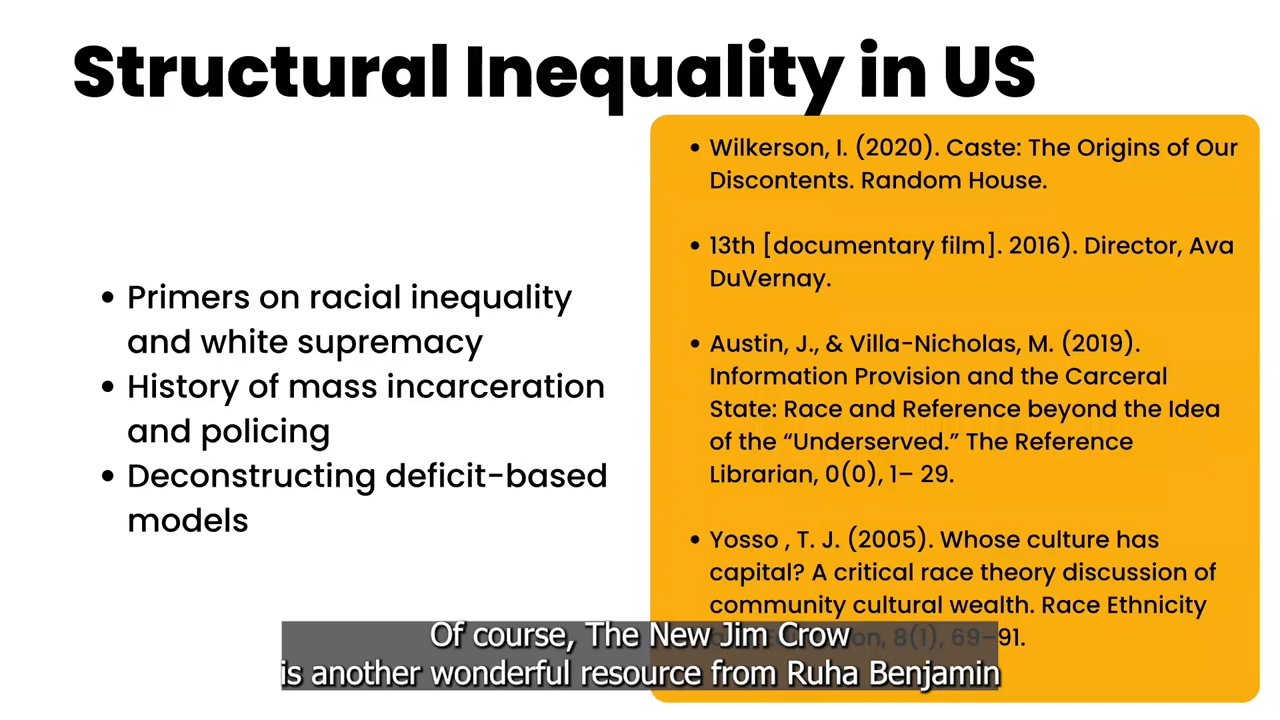 Structural Inequality in US
• Primers on racial inequality
and white supremacy
• History of mass incarceration
and policing
• Deconstructing deficit-based
models
• Wilkerson, I. (2020). Caste: The Origins of Our
Discontents. Random House.
• 13th [documentary film]. 2016). Director, Ava
DuVernay.
• Austin, J., & Villa-Nicholas, M. (2019).
Information Provision and the Carceral
State: Race and Reference beyond the Idea
of the “Underserved.” The Reference
Librarian, 0(0), 1– 29.
• Yosso , T. J. (2005). Whose culture has
capital? A critical race theory discussion of
community cultural wealth. Race Ethnicity
8(1), 69–91.
Of course, The New Jim Crow
is another wonderful resource from Ruha Benjamin